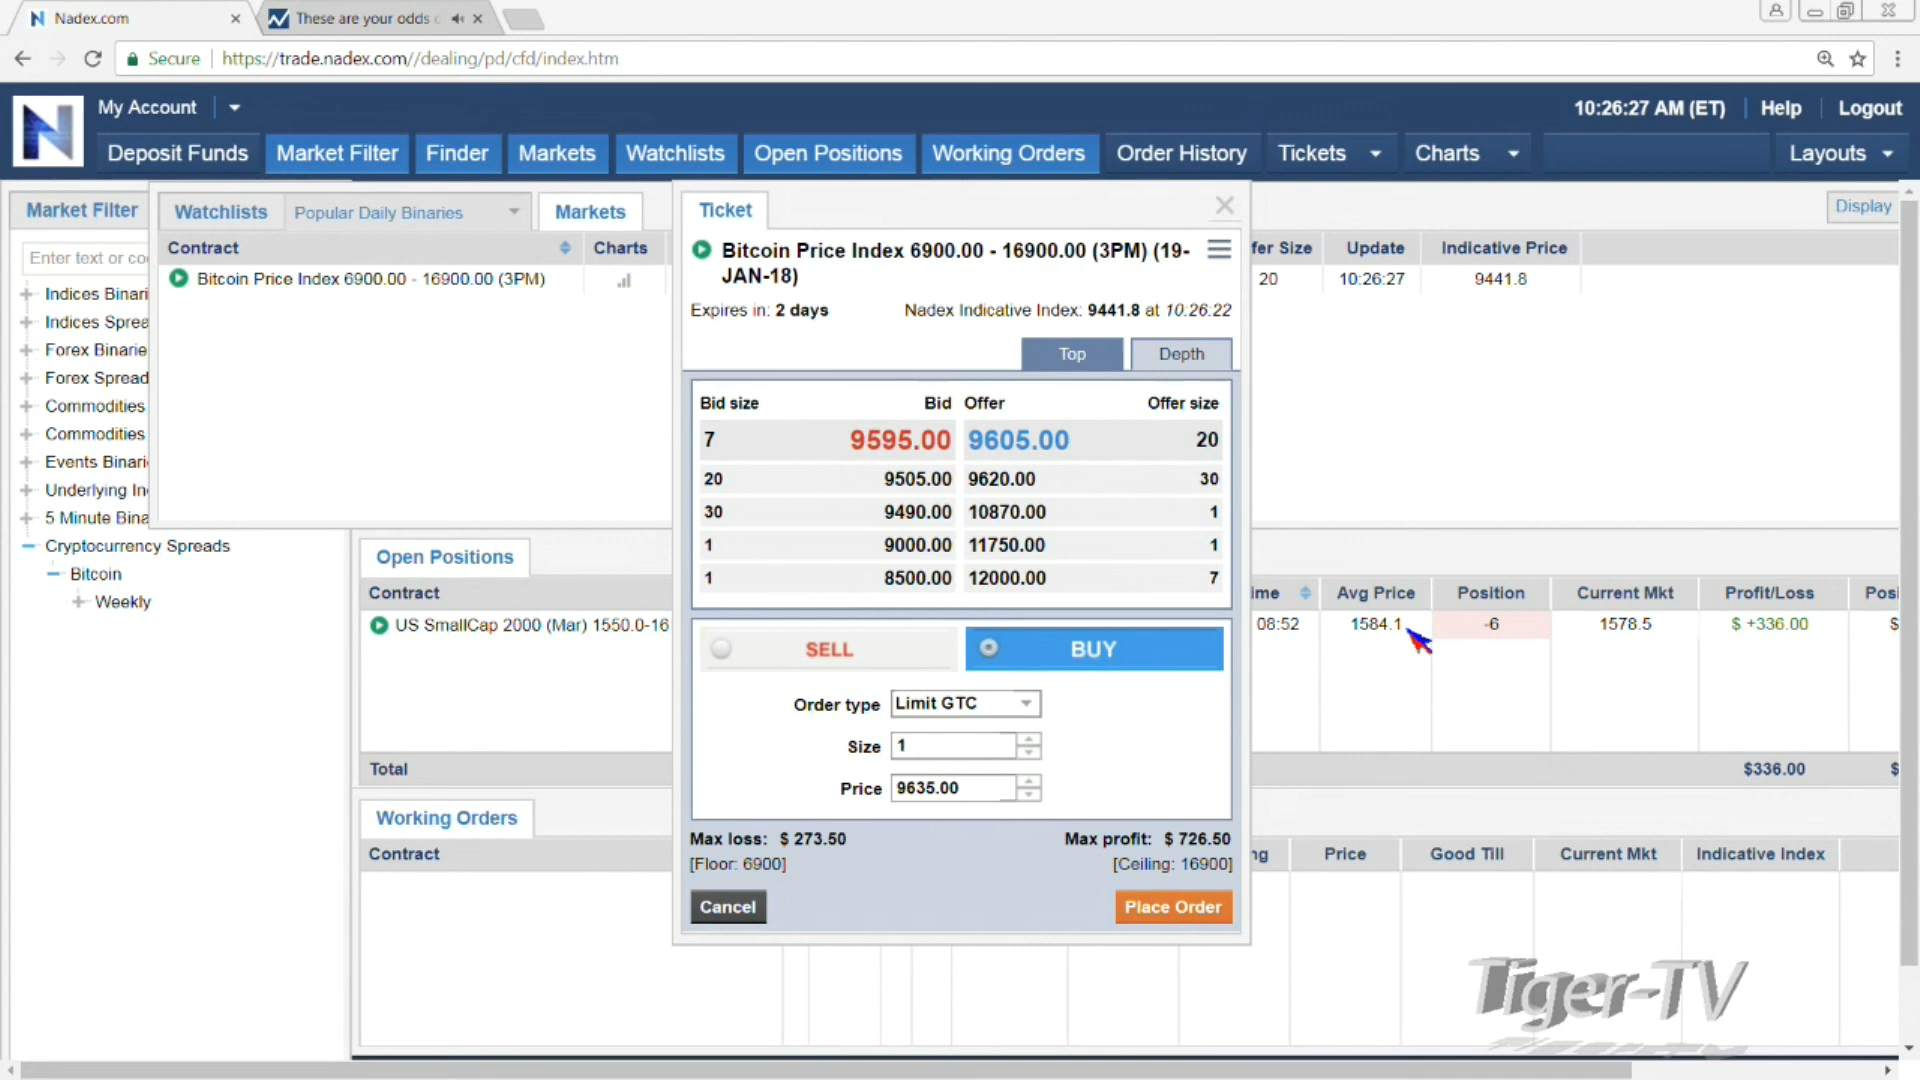 Nadex.com
These are your odds
Secure
https://trade.nadex.com//dealing/pd/cfd/index.htm
My Account
10:26:27 AM (ET)
Help
Logout
Deposit Funds
Market Filter
Finder
Markets
Watchlists
Open Positions
Working Orders
Order History
Tickets
Charts
Layouts
Market Filter
Enter text or co
Indices Binari
Indices Sprea
Forex Binarie
Forex Spread
Commodities
Commodities
Events Binari
Underlying In
5 Minute Bina
Cryptocurrency Spreads
Bitcoin
Weekly
Watchlists
Popular Daily Binaries
Markets
Contract
Charts
Bitcoin Price Index 6900.00 - 16900.00 (3PM)
Display
fer Size
Update
Indicative Price
20
10:26:27
9441.8
Ticket
Bitcoin Price Index 6900.00 - 16900.00 (3PM) (19-
JAN-18)
Expires in: 2 days
Nadex Indicative Index: 9441.8 at 10:26:22
Top
Depth
Bid size Bid Offer Offer size
7 9595.00 9605.00 20
20 9505.00 9620.00 30
30 9490.00 10870.00 1
1 9000.00 11750.00 1
1 8500.00 12000.00 7
SELL
BUY
Order type Limit GTC
Size 1
Price 9635.00
Max loss: $ 273.50
Max profit: $ 726.50
[Floor: 6900]
[Ceiling: 16900]
Cancel
Place Order
Open Positions
Contract
ime
Avg Price
Position
Current Mkt
Profit/Loss
Posi
US SmallCap 2000 (Mar) 1550.0-16
08:52
1584.1
-6
1578.5
$ +336.00
$
Total
$336.00
$
Working Orders
Contract
ng
Price
Good Till
Current Mkt
Indicative Index
Tiger-TV